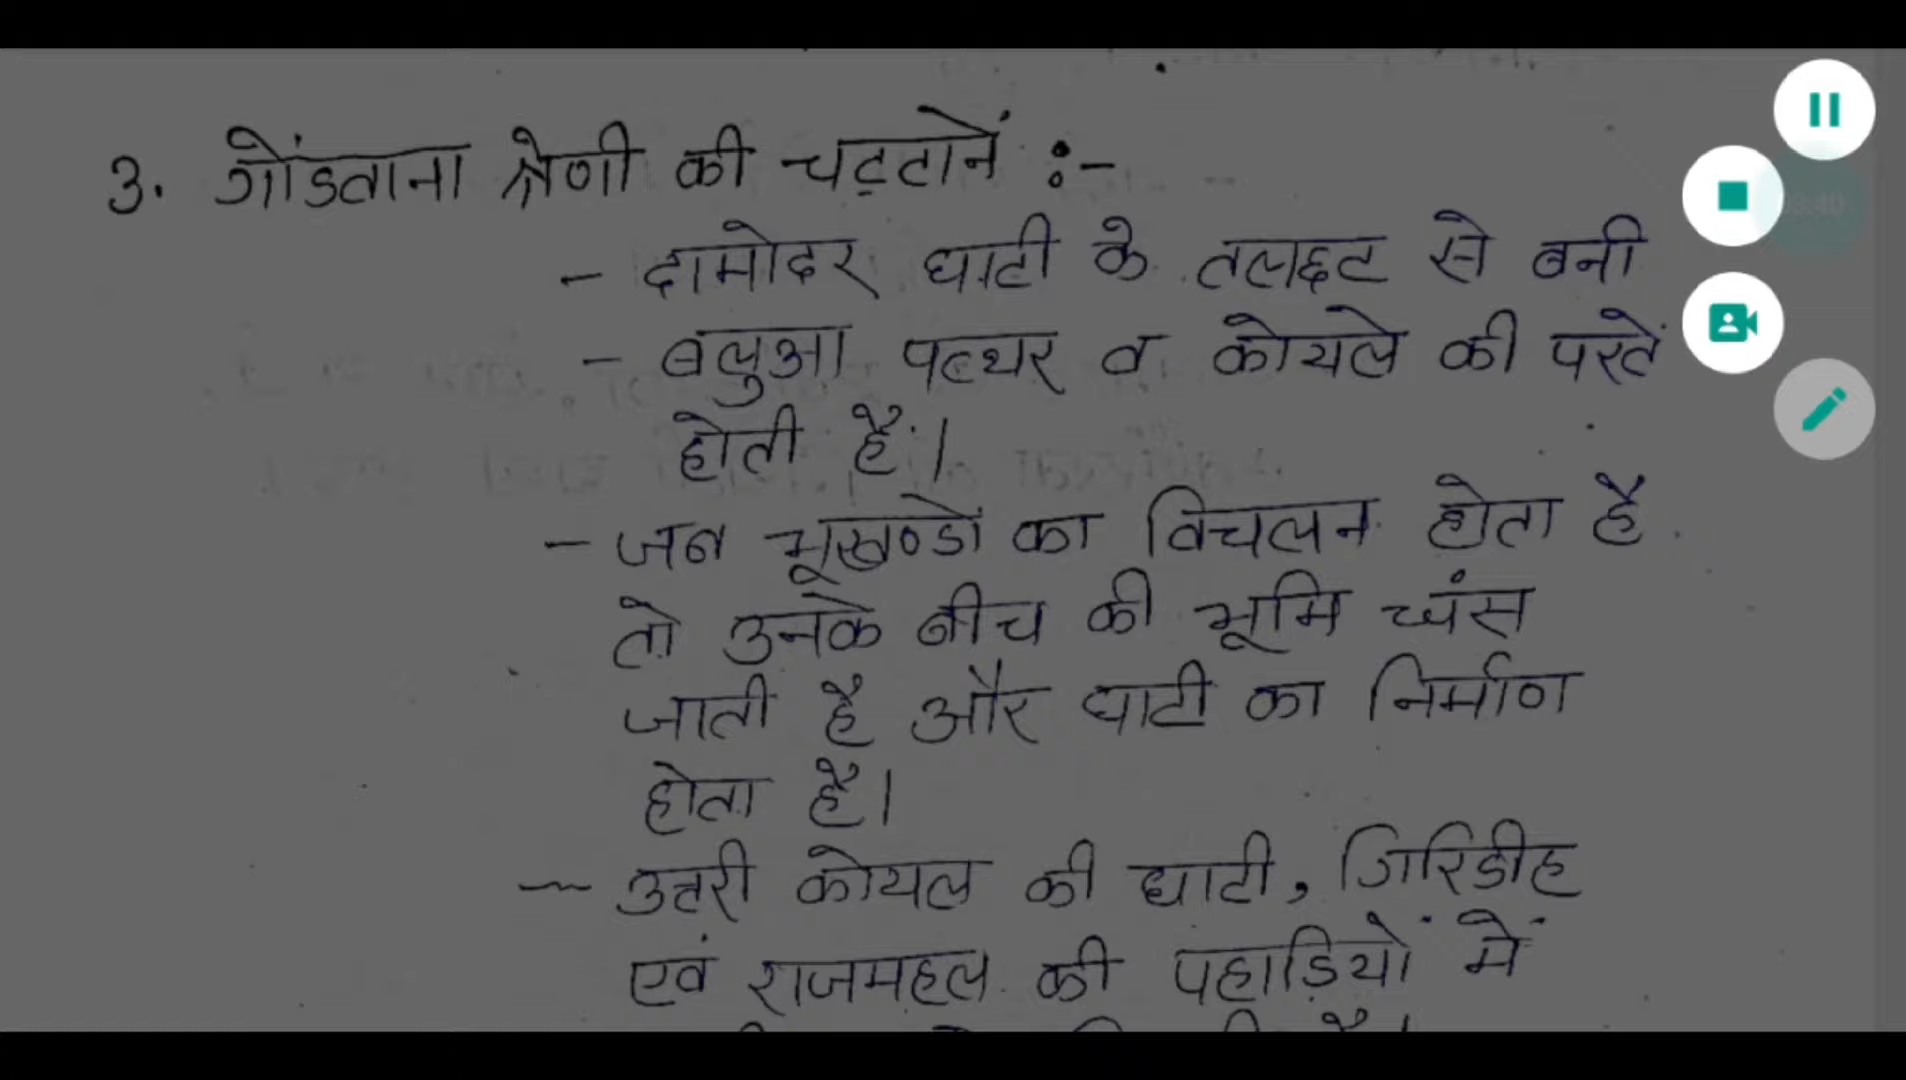 3. गोंडवाना श्रेणी की चट्टानें :-
- दामोदर घाटी के तलछट से बनी
- बलुआ पत्थर व कोयले की परतें
होती हैं।
- जब भूखण्डों का विचलन होता है
तो उनके बीच की भूमि ध्वंस
जाती है और घाटी का निर्माण
होता है।
- उत्तरी कोयल की घाटी, गिरिडीह
एवं राजमहल की पहाड़ियों में